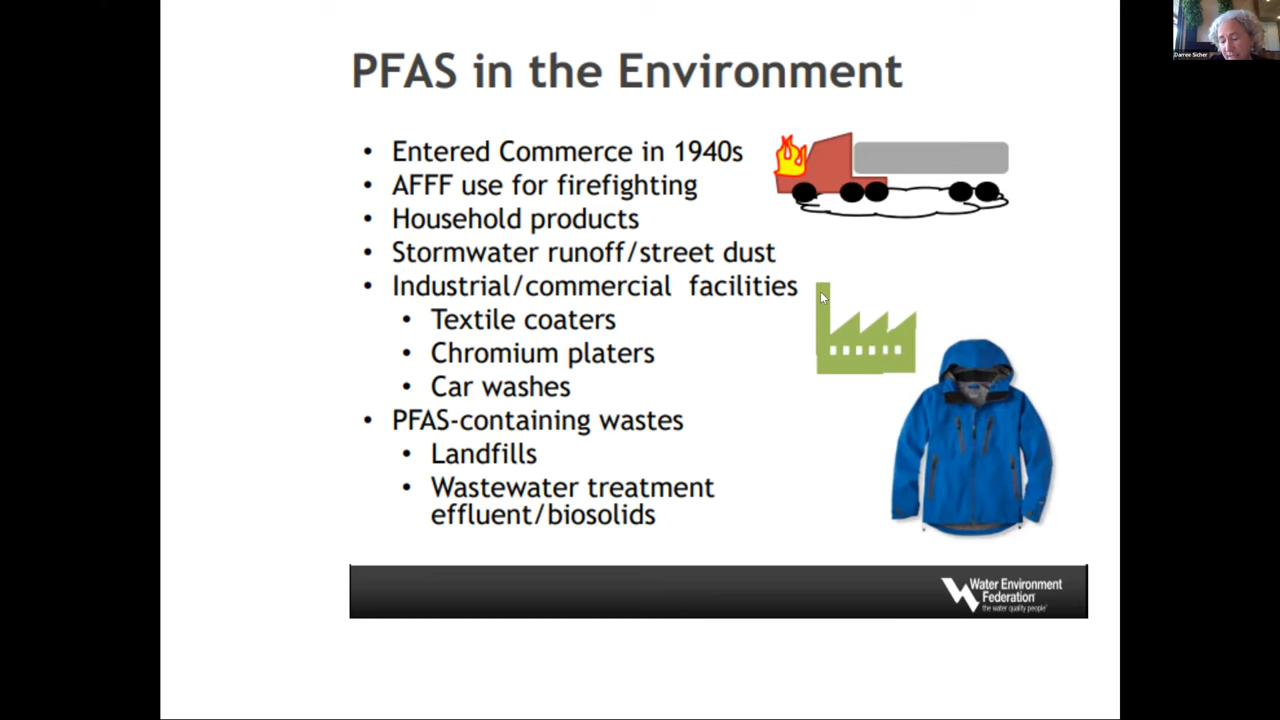 PFAS in the Environment
Darren Sicher
• Entered Commerce in 1940s
• AFFF use for firefighting
• Household products
• Stormwater runoff/street dust
• Industrial/commercial facilities
• Textile coaters
• Chromium platers
• Car washes
• PFAS-containing wastes
• Landfills
• Wastewater treatment
effluent/biosolids
Water Environment
Federation
the water quality people